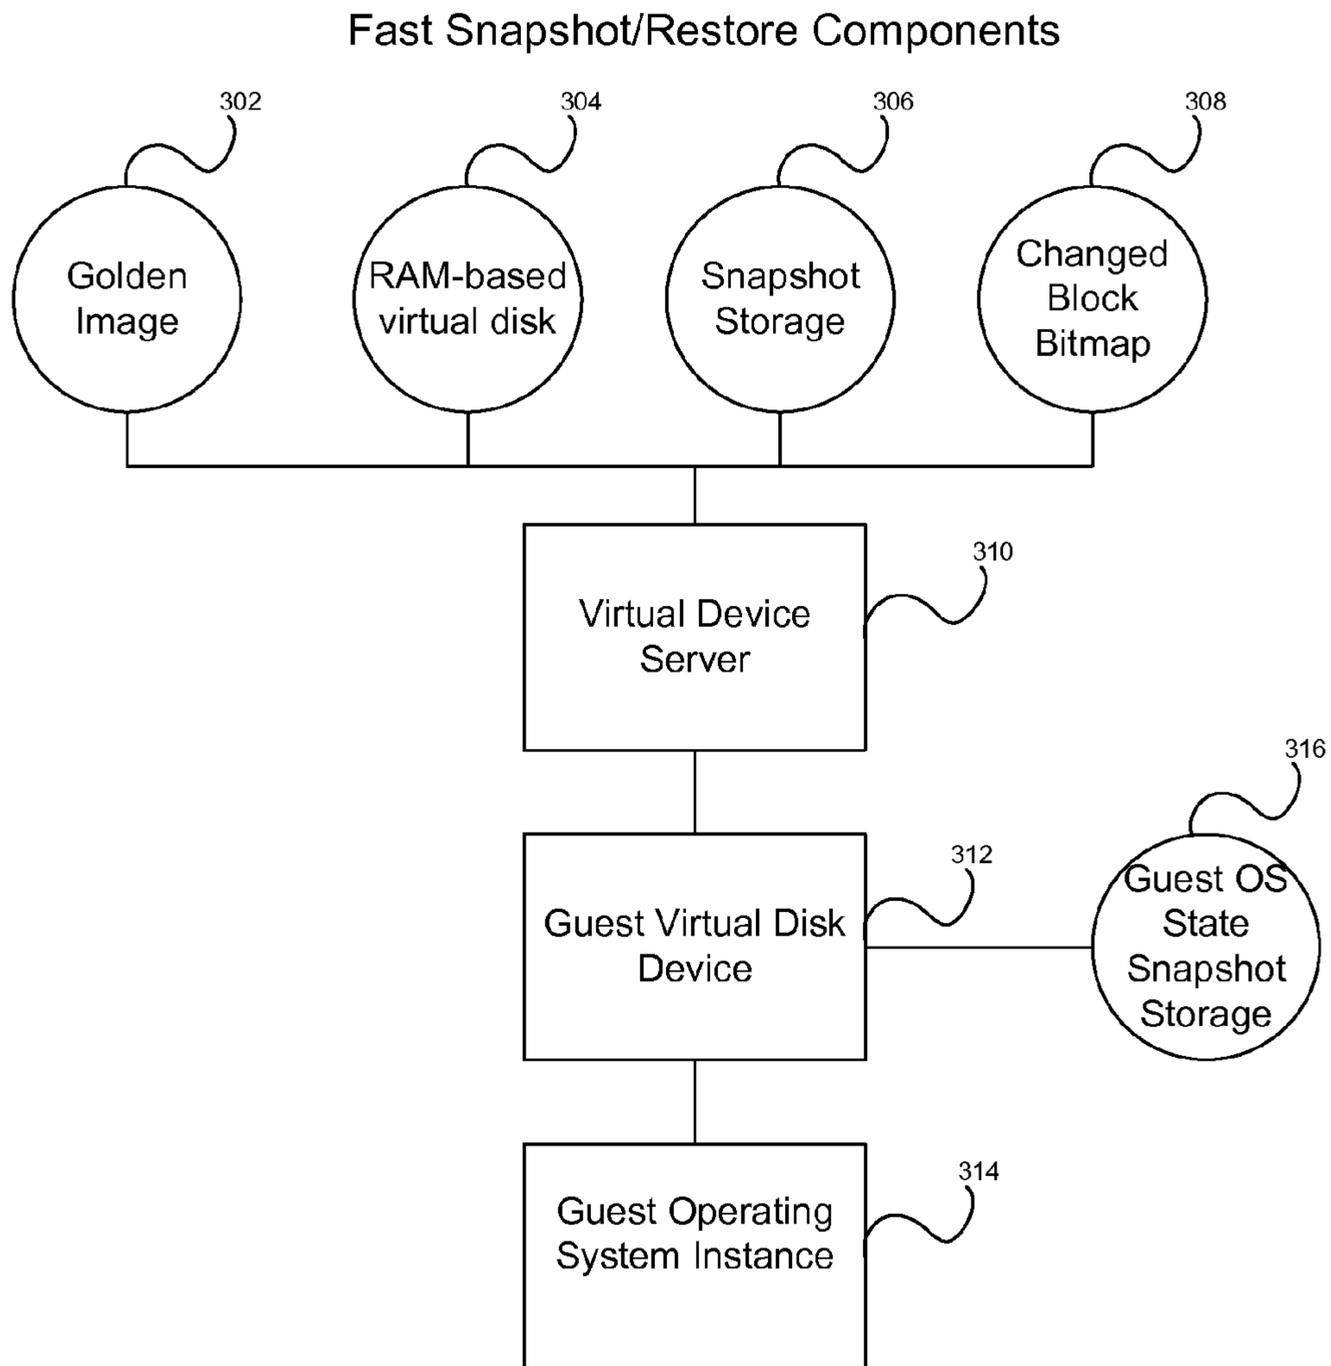 Fast Snapshot/Restore Components
302
304
306
308
Golden
Image
RAM-based
virtual disk
Snapshot
Storage
Changed
Block
Bitmap
310
Virtual Device
Server
316
312
Guest Virtual Disk
Device
Guest OS
State
Snapshot
Storage
314
Guest Operating
System Instance